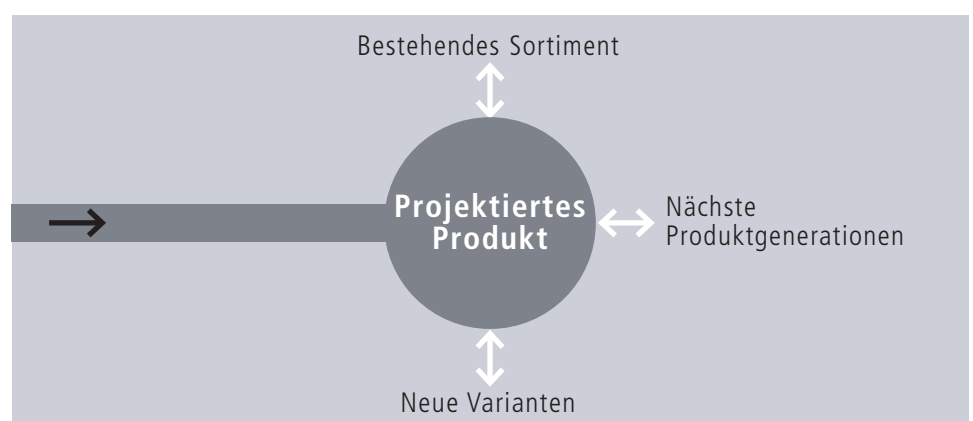 Bestehendes Sortiment
Projektiertes
Produkt
Nächste
Produktgenerationen
Neue Varianten